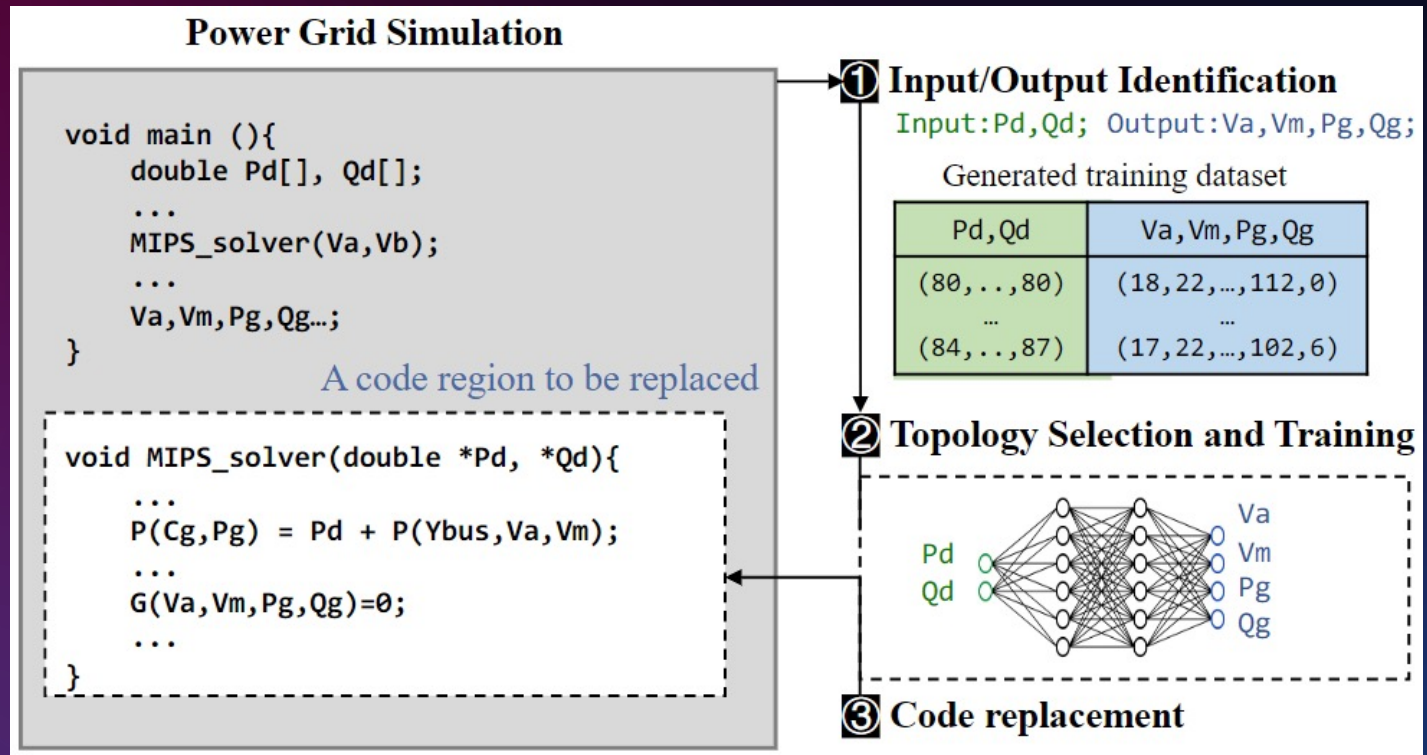 Power Grid Simulation
void main (){
double Pd[], Qd[];
...
MIPS_solver(Va,Vb);
...
Va,Vm,Pg,Qg…;
}
A code region to be replaced
void MIPS_solver(double *Pd, *Qd){
...
P(Cg,Pg) = Pd + P(Ybus,Va,Vm);
...
G(Va,Vm,Pg,Qg)=0;
...
}
① Input/Output Identification
Input:Pd,Qd; Output:Va,Vm,Pg,Qg;
Generated training dataset
Pd,Qd Va,Vm,Pg,Qg
(80,..,80) (18,22,…,112,0)
… …
(84,..,87) (17,22,…,102,6)
② Topology Selection and Training
Pd
Qd
Va
Vm
Pg
Qg
③ Code replacement